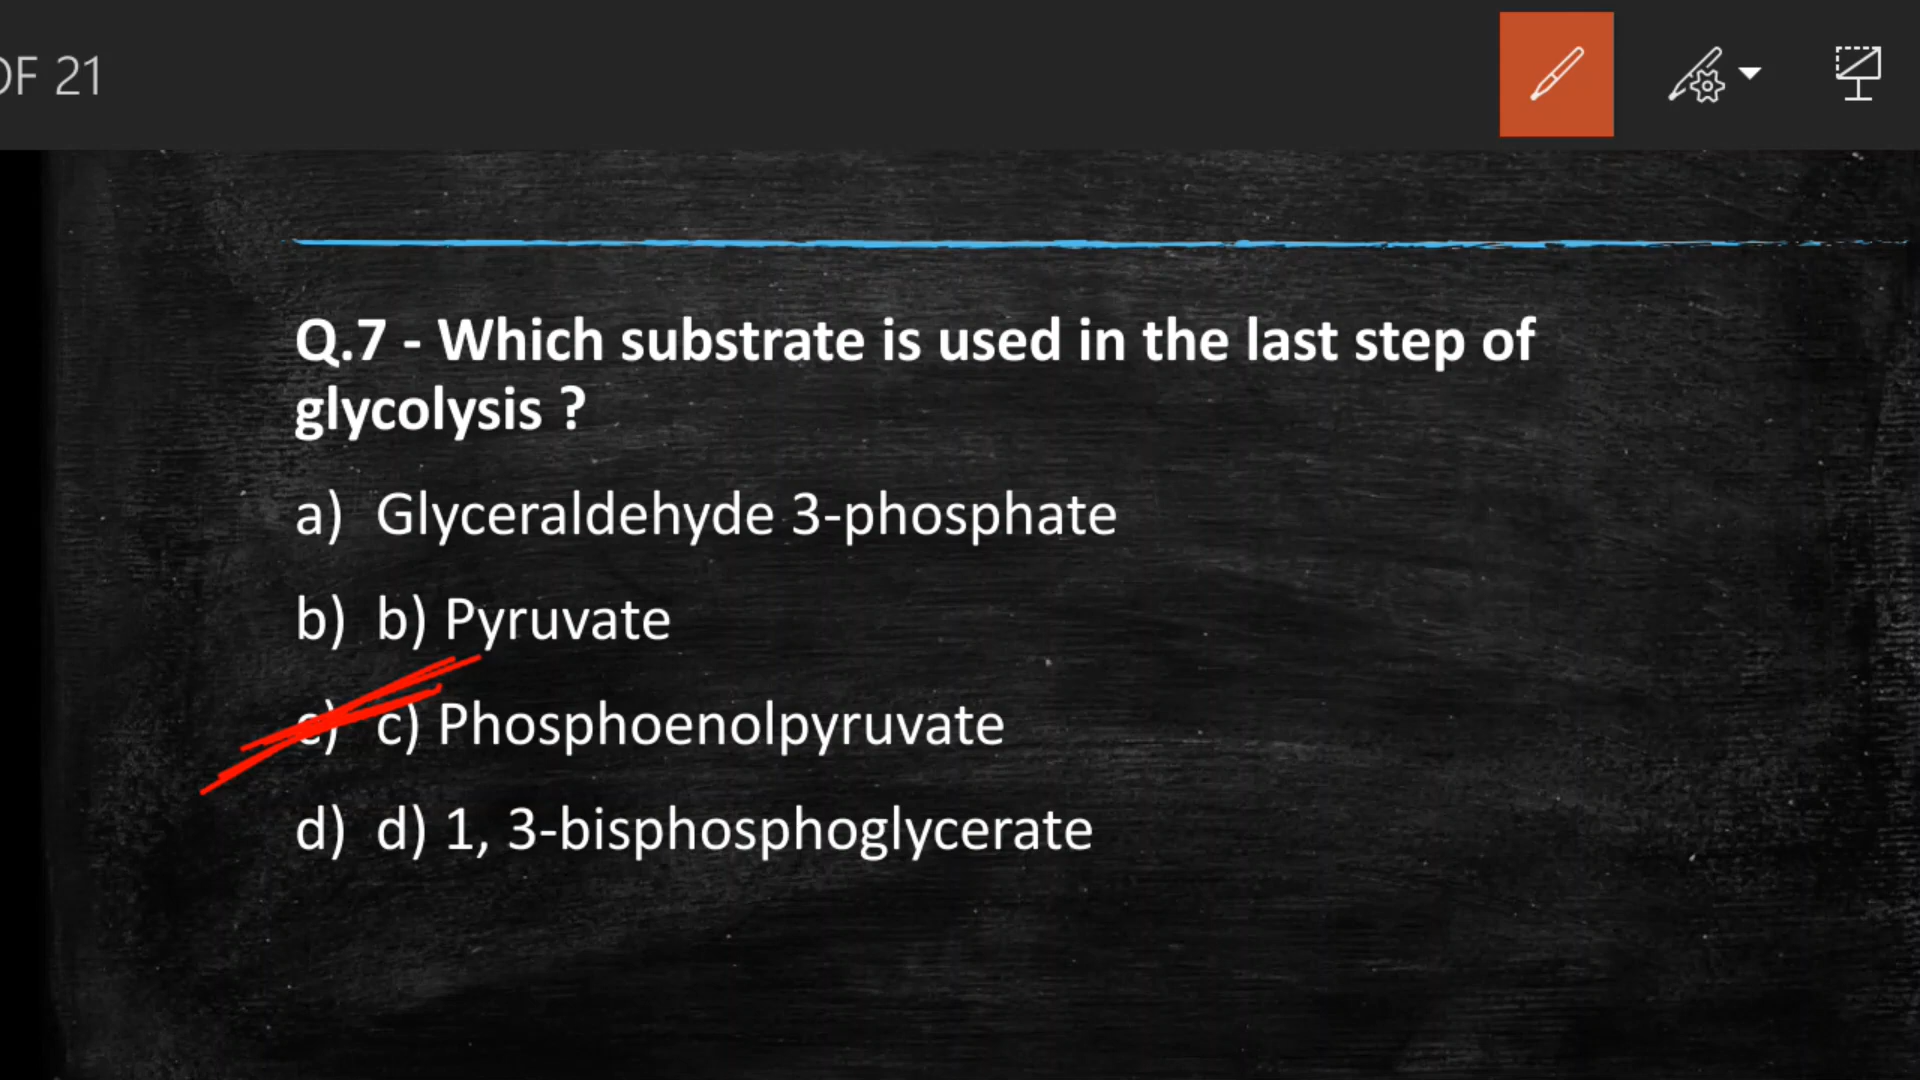 OF 21
Q.7 - Which substrate is used in the last step of
glycolysis ?
a) Glyceraldehyde 3-phosphate
b) b) Pyruvate
c) c) Phosphoenolpyruvate
d) d) 1, 3-bisphosphoglycerate